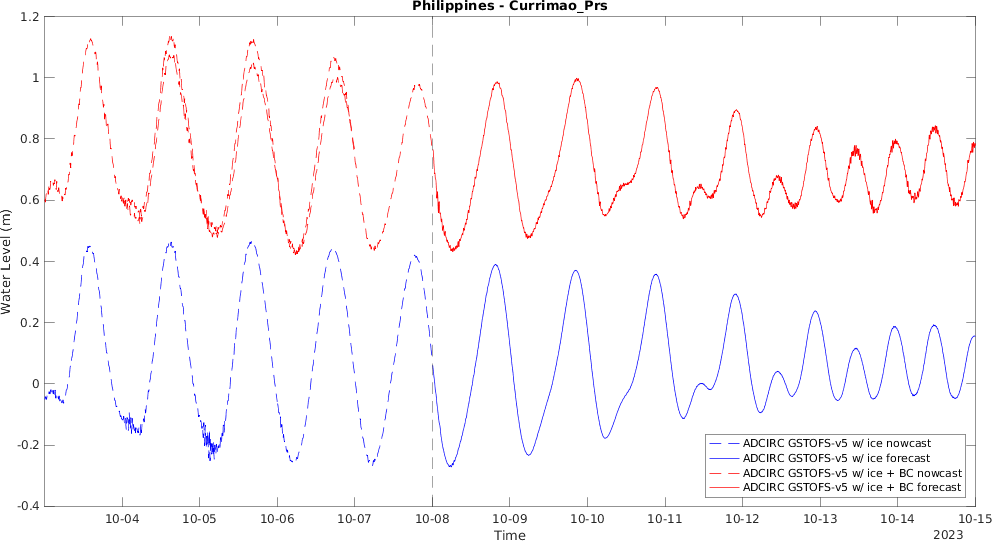 Philippines - Currimao_Prs
Water Level (m)
1.2
1
0.8
0.6
0.4
0.2
0
-0.2
-0.4
ADCIRC GSTOFS-v5 w/ ice nowcast
ADCIRC GSTOFS-v5 w/ ice forecast
ADCIRC GSTOFS-v5 w/ ice + BC nowcast
ADCIRC GSTOFS-v5 w/ ice + BC forecast
10-04 10-05 10-06 10-07 10-08 10-09 10-10 10-11 10-12 10-13 10-14 10-15
Time
2023